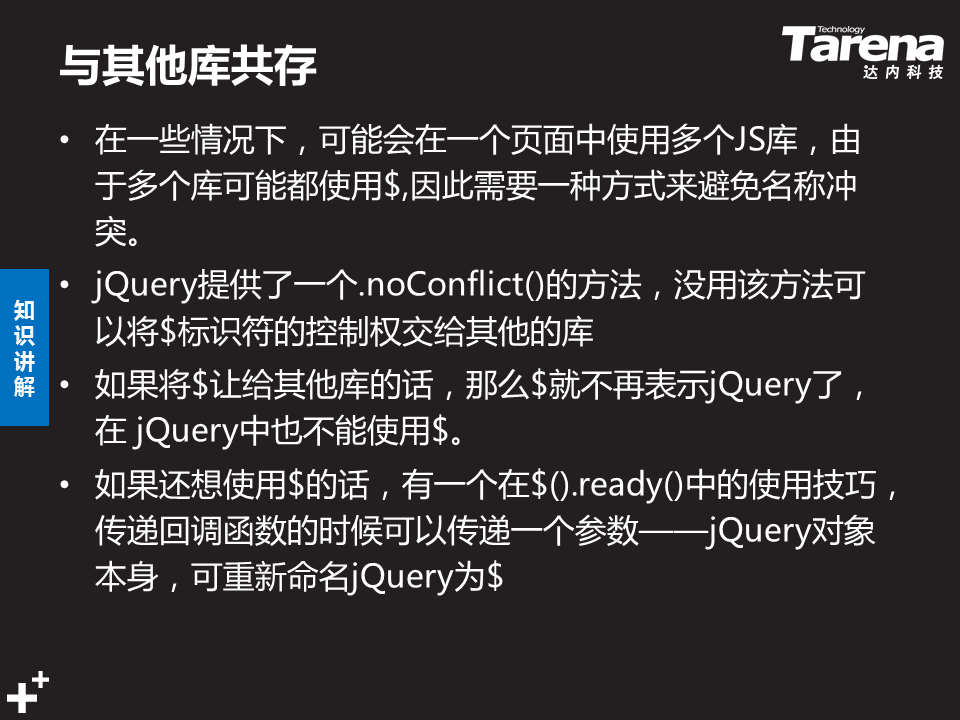 与其他库共存
Technology
Tarena
达内科技
• 在一些情况下，可能会在一个页面中使用多个JS库，由
于多个库可能都使用$,因此需要一种方式来避免名称冲
突。
• jQuery提供了一个.noConflict()的方法，没用该方法可
以将$标识符的控制权交给其他的库
• 如果将$让给其他库的话，那么$就不再表示jQuery了，
在 jQuery中也不能使用$。
• 如果还想使用$的话，有一个在$().ready()中的使用技巧，
传递回调函数的时候可以传递一个参数——jQuery对象
本身，可重新命名jQuery为$
知
识
讲
解